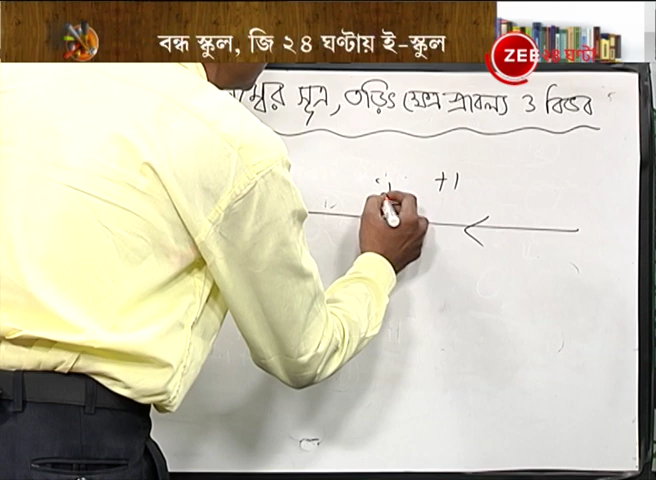 বন্ধ স্কুল, জি ২৪ ঘণ্টায় ই-স্কুল
ZEE ২৪ ঘণ্টা
সূত্র, তড়িৎ ক্ষেত্র প্রাবল্য ও বিভব
+1